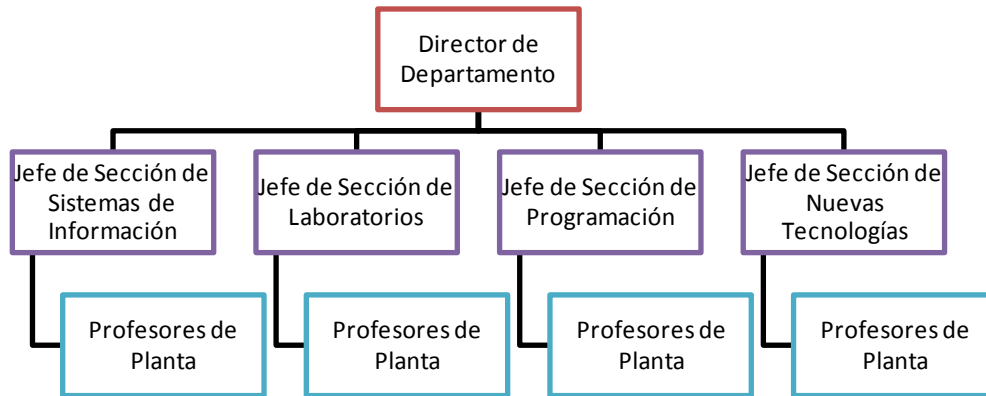 Director de
Departamento
Jefe de Sección de
Sistemas de
Información
Jefe de Sección de
Laboratorios
Jefe de Sección de
Programación
Jefe de Sección de
Nuevas
Tecnologías
Profesores de
Planta
Profesores de
Planta
Profesores de
Planta
Profesores de
Planta